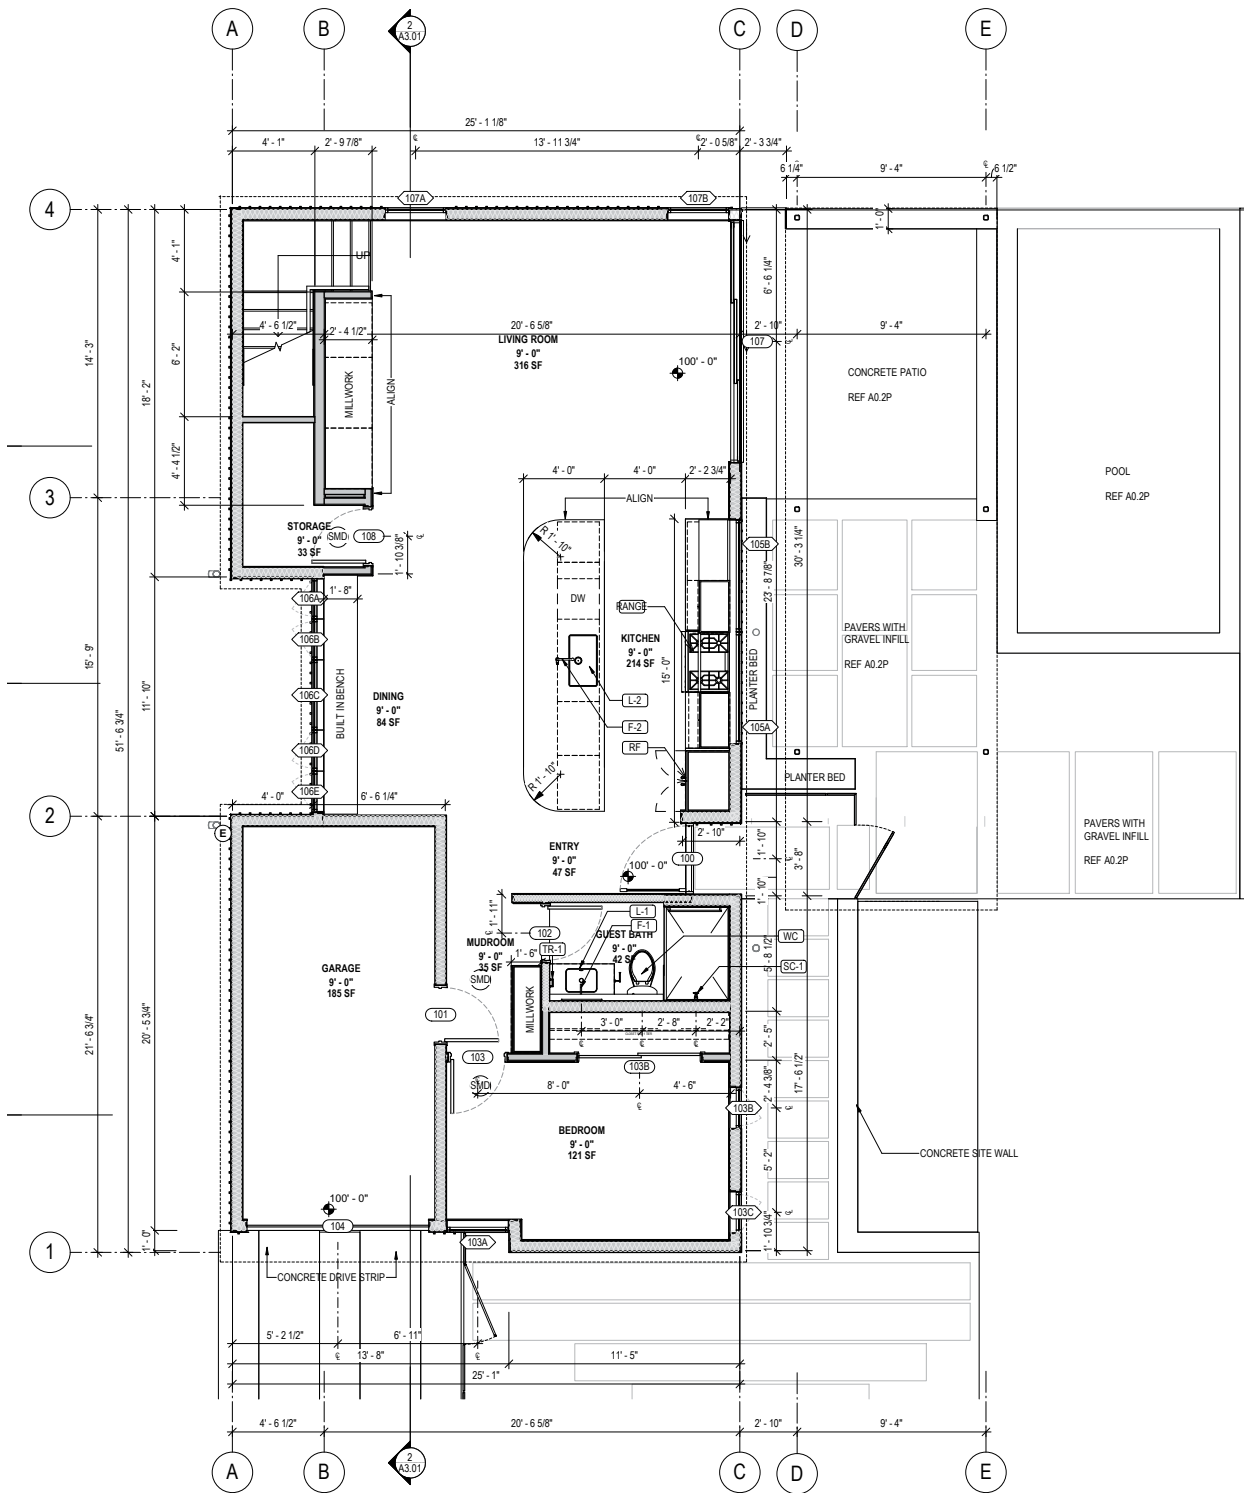 A
B
2
A3.01
C
D
E
25' - 1 1/8"
4' - 1"
2' - 9 7/8"
13' - 11 3/4"
2' - 0 5/8"
2' - 3 3/4"
6 1/4"
9' - 4"
6 1/2"
4
107A
107B
1' - 0"
4' - 1"
UP
6' - 6 1/4"
4' - 6 1/2"
2' - 4 1/2"
20' - 6 5/8"
2' - 10"
9' - 4"
LIVING ROOM
9' - 0"
316 SF
107
14' - 3"
18' - 2"
6' - 2"
MILLWORK
ALIGN
100' - 0"
CONCRETE PATIO
REF A0.2P
4' - 4 1/2"
4' - 0"
4' - 0"
2' - 2 3/4"
POOL
REF A0.2P
3
ALIGN
STORAGE
9' - 0"
33 SF
SMD
108
1' - 10 3/8"
R 1' - 10"
105B
30' - 3 1/4"
23' - 8 7/8"
106A
1' - 8"
DW
RANGE
106B
KITCHEN
9' - 0"
214 SF
PAVERS WITH
GRAVEL INFILL
REF A0.2P
15' - 9"
11' - 10"
51' - 6 3/4"
15' - 0"
PLANTER BED
106C
BUILT IN BENCH
DINING
9' - 0"
84 SF
L-2
F-2
105A
106D
RF
R 1' - 10"
PLANTER BED
106E
4' - 0"
6' - 6 1/4"
2
E
2' - 10"
1' - 10"
3' - 8"
PAVERS WITH
GRAVEL INFILL
REF A0.2P
ENTRY
9' - 0"
47 SF
100
100' - 0"
1' - 10"
1' - 11"
L-1
F-1
102
GUEST BATH
9' - 0"
42 SF
WC
MUDROOM
9' - 0"
35 SF
1' - 6"
TR-1
5' - 8 1/2"
GARAGE
9' - 0"
185 SF
SMD
SC-1
MILLWORK
101
3' - 0"
2' - 8"
2' - 2"
21' - 6 3/4"
20' - 5 3/4"
2' - 5"
103
103B
SMD
8' - 0"
4' - 6"
17' - 6 1/2"
2' - 4 3/8"
103B
BEDROOM
9' - 0"
121 SF
5' - 2"
CONCRETE SITE WALL
100' - 0"
104
103C
1' - 0"
103A
1' - 10 3/4"
1
CONCRETE DRIVE STRIP
5' - 2 1/2"
6' - 11"
13' - 8"
11' - 5"
25' - 1"
4' - 6 1/2"
20' - 6 5/8"
2' - 10"
9' - 4"
A
B
2
A3.01
C
D
E